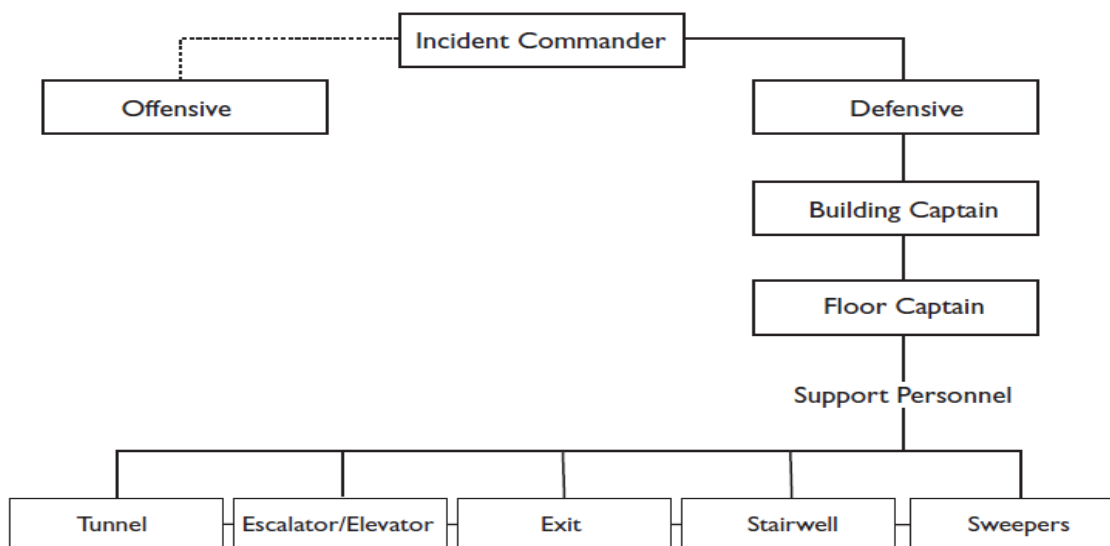 Incident Commander
Offensive
Defensive
Building Captain
Floor Captain
Support Personnel
Tunnel
Escalator/Elevator
Exit
Stairwell
Sweepers